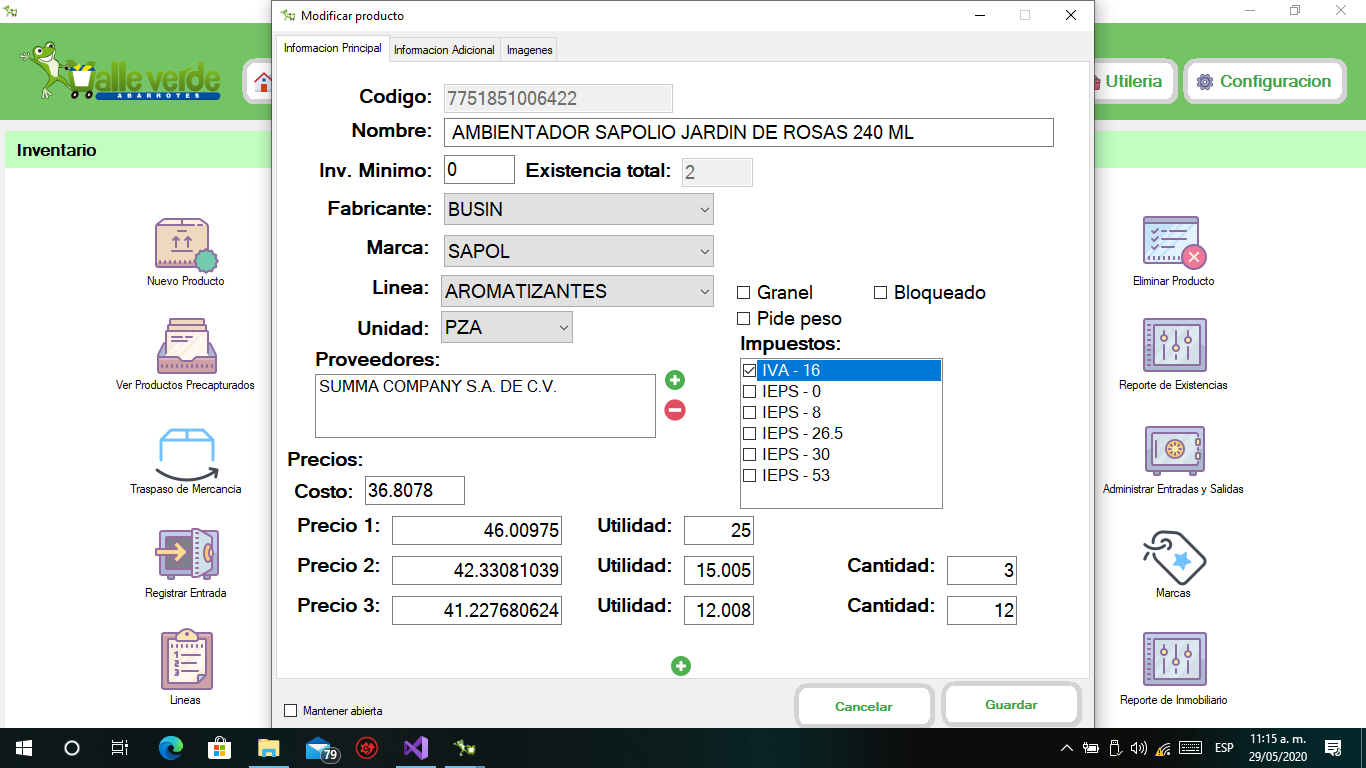 Modificar producto
Valle verde
ABARROTES
Utileria
Configuracion
Informacion Principal
Informacion Adicional
Imagenes
Inventario
Codigo: 7751851006422
Nombre: AMBIENTADOR SAPOLIO JARDIN DE ROSAS 240 ML
Inv. Minimo: 0 Existencia total: 2
Fabricante: BUSIN
Marca: SAPOL
Linea: AROMATIZANTES
Unidad: PZA
Granel
Bloqueado
Pide peso
Impuestos:
IVA - 16
IEPS - 0
IEPS - 8
IEPS - 26.5
IEPS - 30
IEPS - 53
Proveedores:
SUMMA COMPANY S.A. DE C.V.
Precios:
Costo: 36.8078
Precio 1: 46.00975 Utilidad: 25
Precio 2: 42.33081039 Utilidad: 15.005 Cantidad: 3
Precio 3: 41.227680624 Utilidad: 12.008 Cantidad: 12
Mantener abierta
Cancelar
Guardar
Nuevo Producto
Ver Productos Precapturados
Traspaso de Mercancia
Registrar Entrada
Lineas
Eliminar Producto
Reporte de Existencias
Administrar Entradas y Salidas
Marcas
Reporte de Inmobiliario
79
ESP
11:15 a. m.
29/05/2020